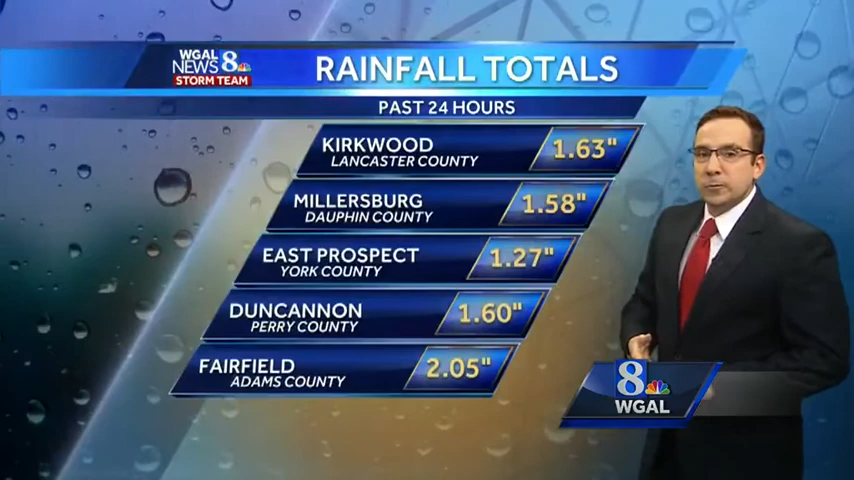 WGAL
NEWS 8
STORM TEAM
RAINFALL TOTALS
PAST 24 HOURS
KIRKWOOD
LANCASTER COUNTY
1.63"
MILLERSBURG
DAUPHIN COUNTY
1.58"
EAST PROSPECT
YORK COUNTY
1.27"
DUNCANNON
PERRY COUNTY
1.60"
FAIRFIELD
ADAMS COUNTY
2.05"
8
WGAL